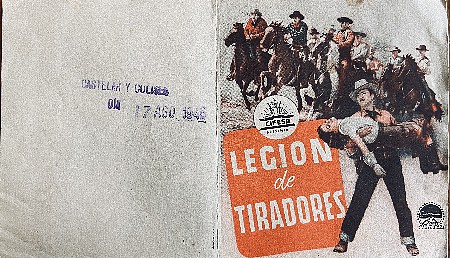 CASTELAR Y COLISEO
DIA 17 AGO. 1946
CIFESA
LEGION
de
TIRADORES